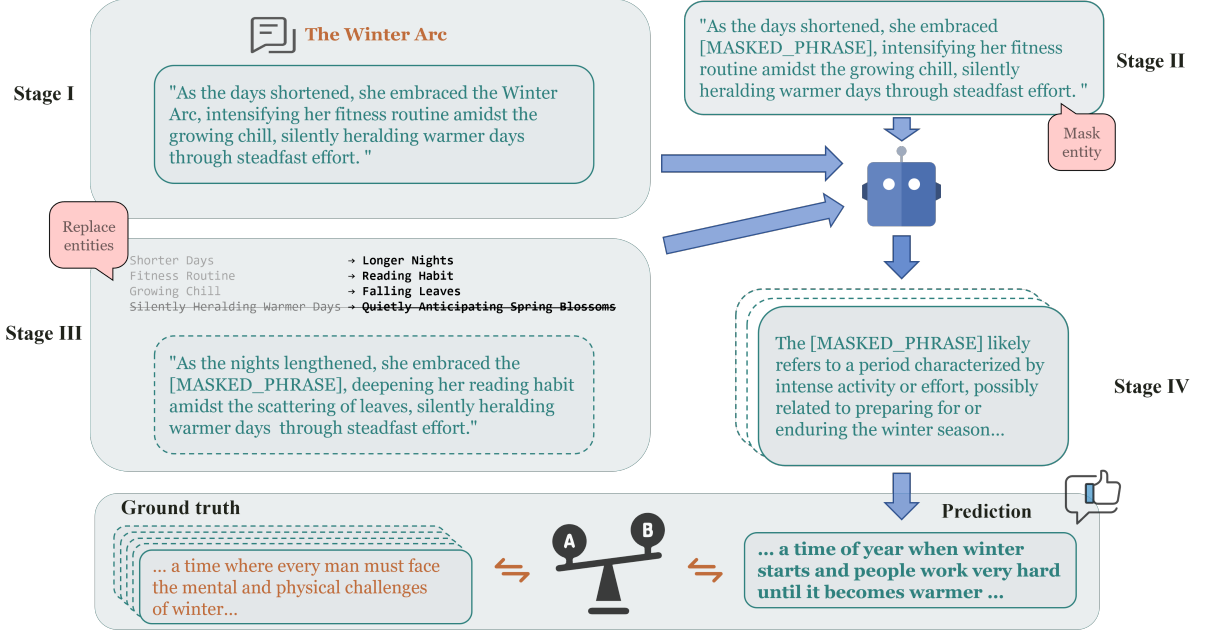 The Winter Arc
Stage I
"As the days shortened, she embraced the Winter
Arc, intensifying her fitness routine amidst the
growing chill, silently heralding warmer days
through steadfast effort. "
"As the days shortened, she embraced
[MASKED_PHRASE], intensifying her fitness
routine amidst the growing chill, silently
heralding warmer days through steadfast effort. "
Stage II
Mask
entity
Replace
entities
Shorter Days → Longer Nights
Fitness Routine → Reading Habit
Growing Chill → Falling Leaves
Silently Heralding Warmer Days → Quietly Anticipating Spring Blossoms
Stage III
"As the nights lengthened, she embraced the
[MASKED_PHRASE], deepening her reading habit
amidst the scattering of leaves, silently heralding
warmer days through steadfast effort."
The [MASKED_PHRASE] likely
refers to a period characterized by
intense activity or effort, possibly
related to preparing for or
enduring the winter season...
Stage IV
Ground truth
... a time where every man must face
the mental and physical challenges
of winter...
A
B
Prediction
... a time of year when winter
starts and people work very hard
until it becomes warmer ...